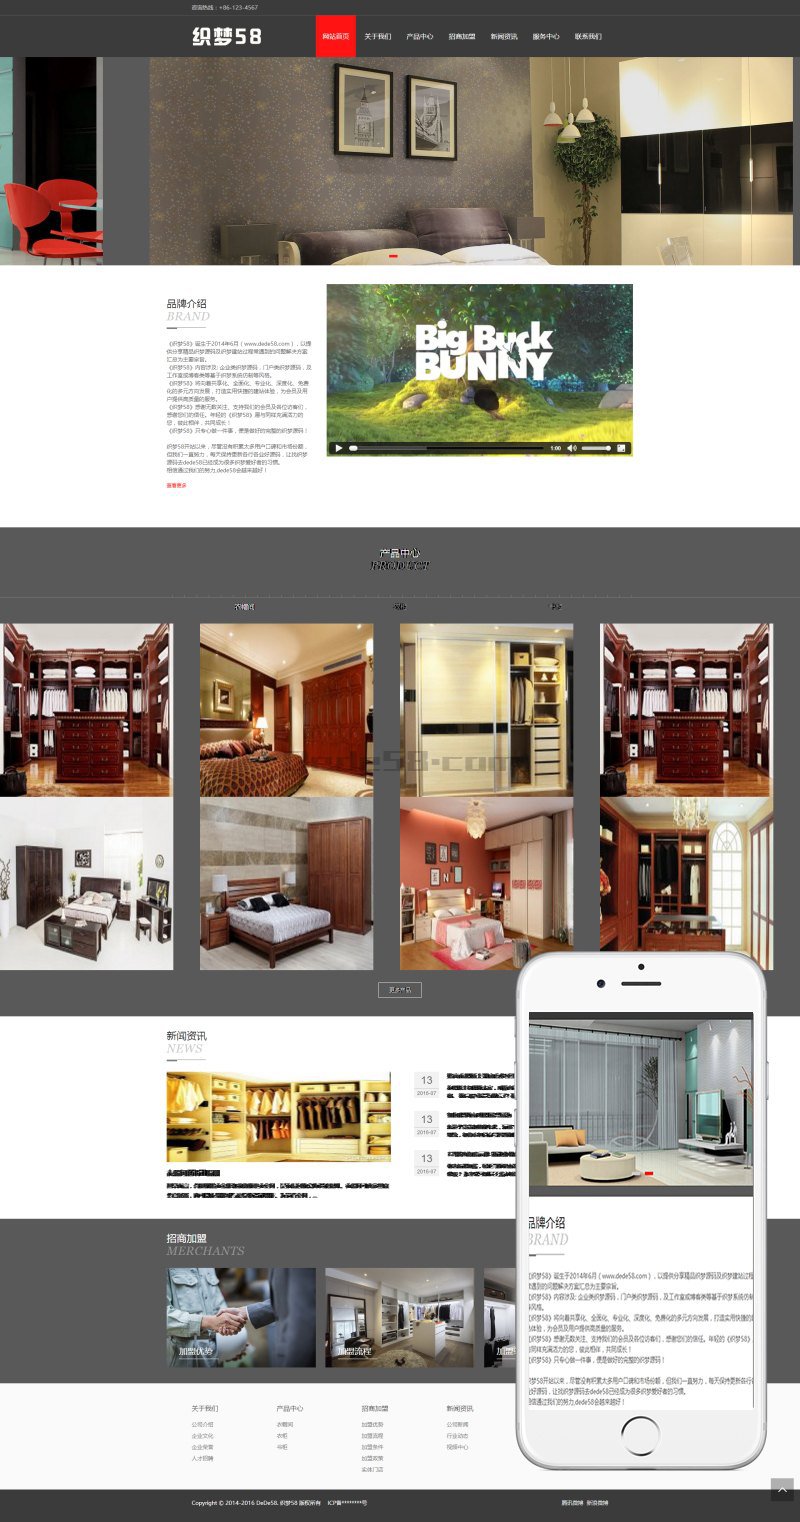 咨询热线：+86-123-4567
织梦58
网站首页
关于我们
产品中心
招商加盟
新闻资讯
服务中心
联系我们
品牌介绍
BRAND
《织梦58》诞生于2014年6月（www.dede58.com），以提
供分享精品织梦源码及织梦建站过程常遇到的问题解决方案
汇总为主要宗旨。
《织梦58》内容涉及: 企业类织梦源码，门户类织梦源码，及
工作室或博客类等基于织梦系统仿制等风格。
《织梦58》将向着共享化、全面化、专业化、深度化、免费
化的多元方向发展，打造实用快捷的建站体验，为会员及用
户提供高质量的服务。
《织梦58》感谢无数关注、支持我们的会员及各位访客们，
感谢您们的信任。年轻的《织梦58》愿与同样充满活力的
您，彼此相伴，共同成长！
《织梦58》只专心做一件事，便是做好的完整的织梦源码！
织梦58开站以来，尽管没有积累太多用户口碑和市场份额，
但我们一直努力，每天保持更新各行各业好源码，让找织梦
源码去dede58已经成为很多织梦爱好者的习惯。
相信通过我们的努力,dede58会越来越好！
查看更多
Big Buck
BUNNY
1:00
产品中心
PRODUCT
衣帽间
Dede58.com
更多产品
新闻资讯
NEWS
13
2016-07
13
2016-07
13
2016-07
招商加盟
MERCHANTS
加盟优势
加盟流程
加盟
关于我们
公司介绍
企业文化
企业荣誉
人才招聘
产品中心
衣帽间
衣柜
书柜
招商加盟
加盟优势
加盟流程
加盟条件
加盟政策
实体门店
新闻资讯
公司新闻
行业动态
视频中心
品牌介绍
BRAND
《织梦58》诞生于2014年6月（www.dede58.com），以提供分享精品织梦源码及织梦建站过程
常遇到的问题解决方案汇总为主要宗旨。
《织梦58》内容涉及: 企业类织梦源码，门户类织梦源码，及工作室或博客类等基于织梦系统仿制
等风格。
《织梦58》将向着共享化、全面化、专业化、深度化、免费化的多元方向发展，打造实用快捷的建
站体验，为会员及用户提供高质量的服务。
《织梦58》感谢无数关注、支持我们的会员及各位访客们，感谢您们的信任。年轻的《织梦58》
与同样充满活力的您，彼此相伴，共同成长！
《织梦58》只专心做一件事，便是做好的完整的织梦源码！
织梦58开站以来，尽管没有积累太多用户口碑和市场份额，但我们一直努力，每天保持更新各行各
业好源码，让找织梦源码去dede58已经成为很多织梦爱好者的习惯。
相信通过我们的努力,dede58会越来越好！
Copyright © 2014-2016 DeDe58. 织梦58 版权所有 ICP备********号
腾讯微博 新浪微博